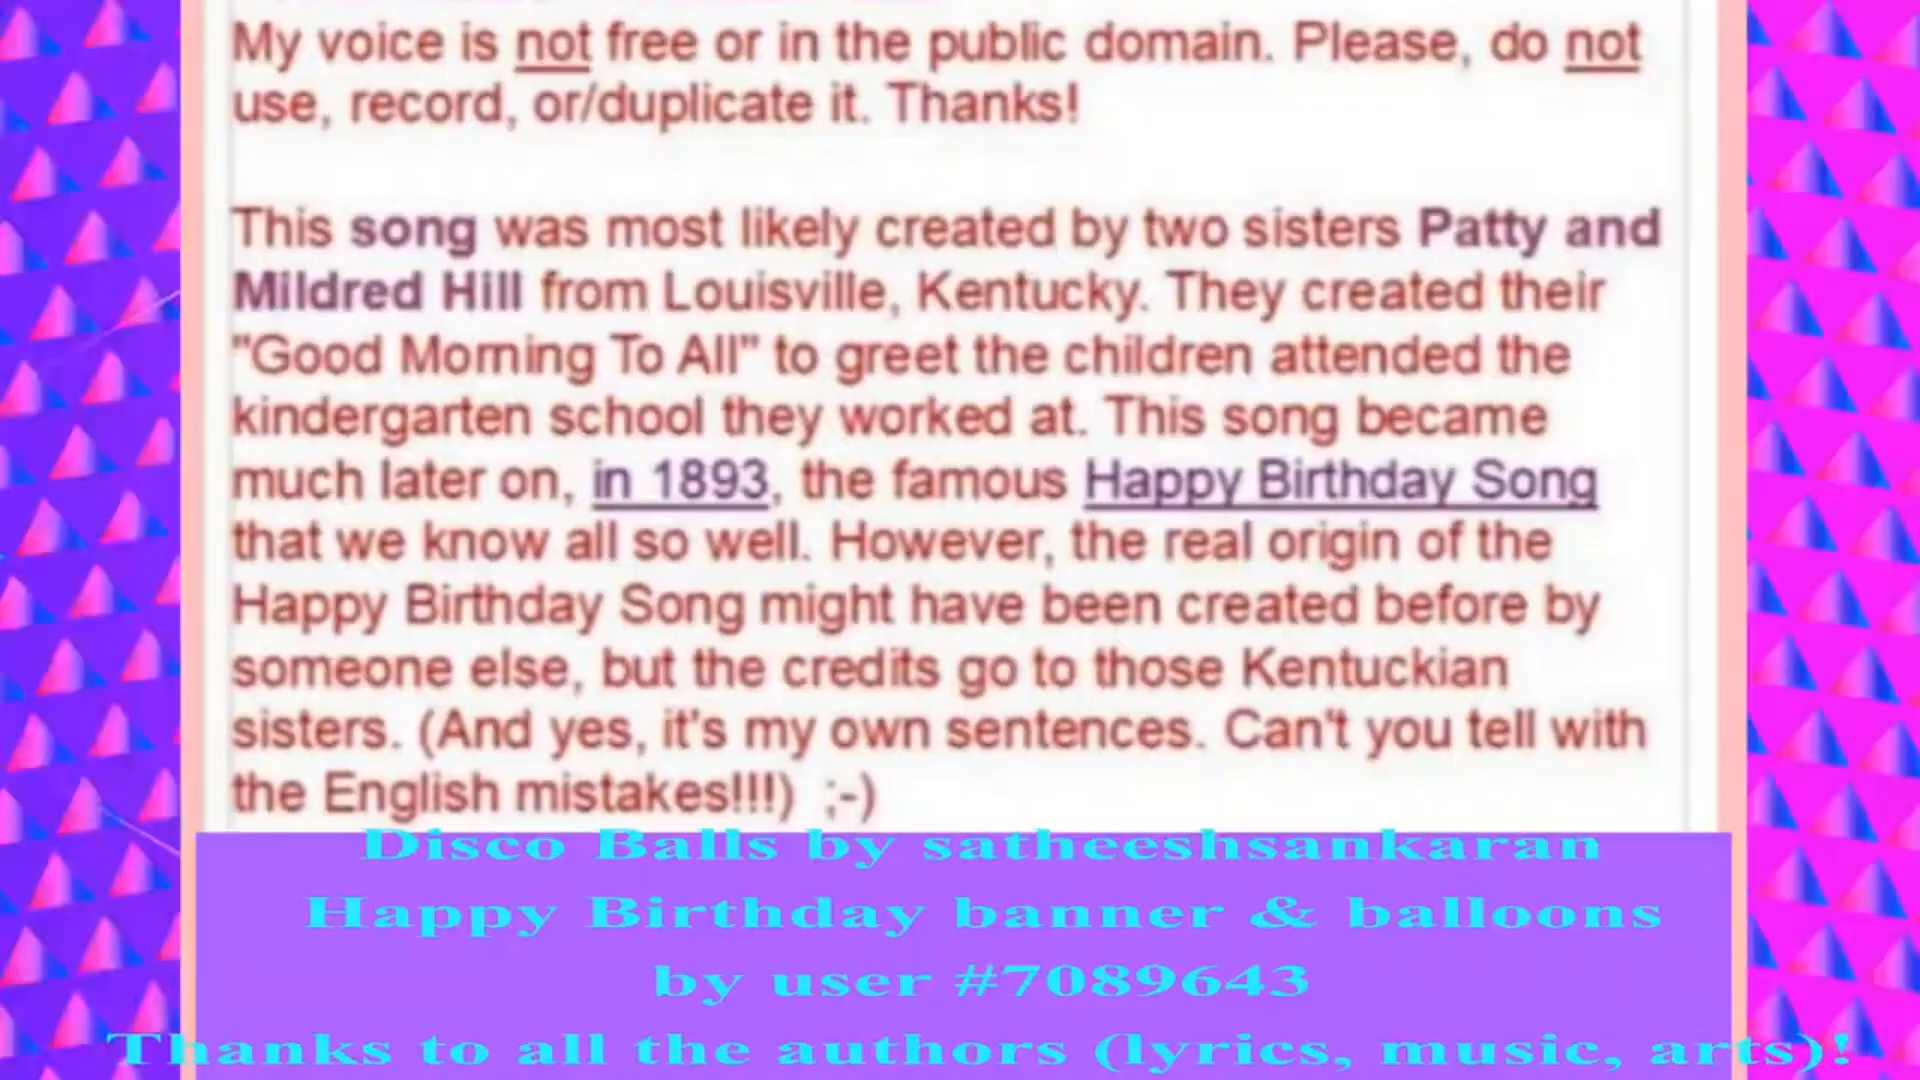 My voice is not free or in the public domain. Please, do not
use, record, or/duplicate it. Thanks!
This song was most likely created by two sisters Patty and
Mildred Hill from Louisville, Kentucky. They created their
"Good Morning To All" to greet the children attended the
kindergarten school they worked at. This song became
much later on, in 1893, the famous Happy Birthday Song
that we know all so well. However, the real origin of the
Happy Birthday Song might have been created before by
someone else, but the credits go to those Kentuckian
sisters. (And yes, it's my own sentences. Can't you tell with
the English mistakes!!!) ;-)
Disco Balls by satheeshsankaran
Happy Birthday banner & balloons
by user #7089643
Thanks to all the authors (lyrics, music, arts)!